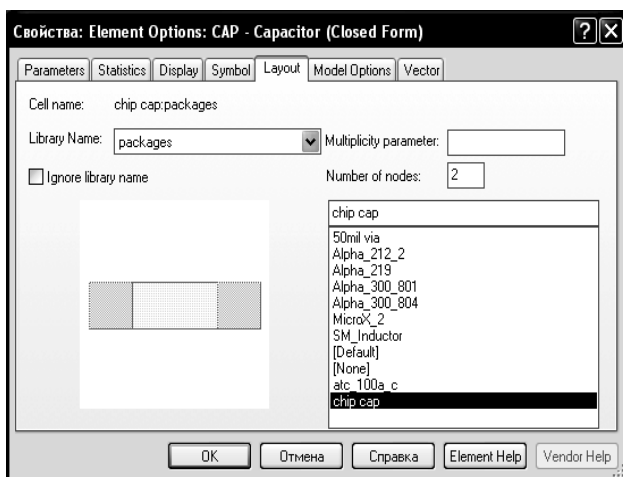 Свойства: Element Options: CAP - Capacitor (Closed Form)
Parameters Statistics Display Symbol Layout Model Options Vector
Cell name: chip cap:packages
Library Name: packages Multiplicity parameter:
Ignore library name Number of nodes: 2
chip cap
50mil via
Alpha_212_2
Alpha_219
Alpha_300_801
Alpha_300_804
MicroX_2
SM_Inductor
[Default]
[None]
atc_100a_c
chip cap
OK Отмена Справка Element Help Vendor Help